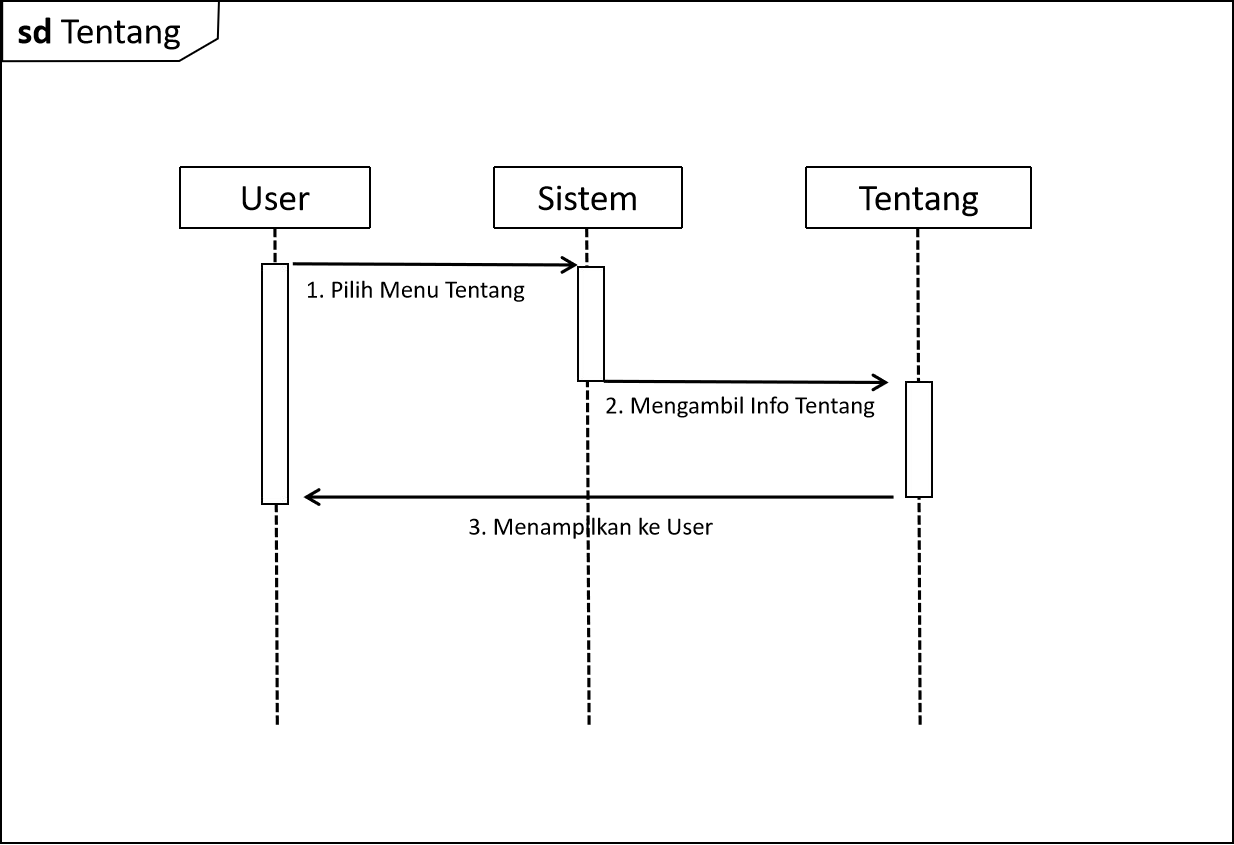 sd Tentang
User
Sistem
Tentang
1. Pilih Menu Tentang
2. Mengambil Info Tentang
3. Menampilkan ke User